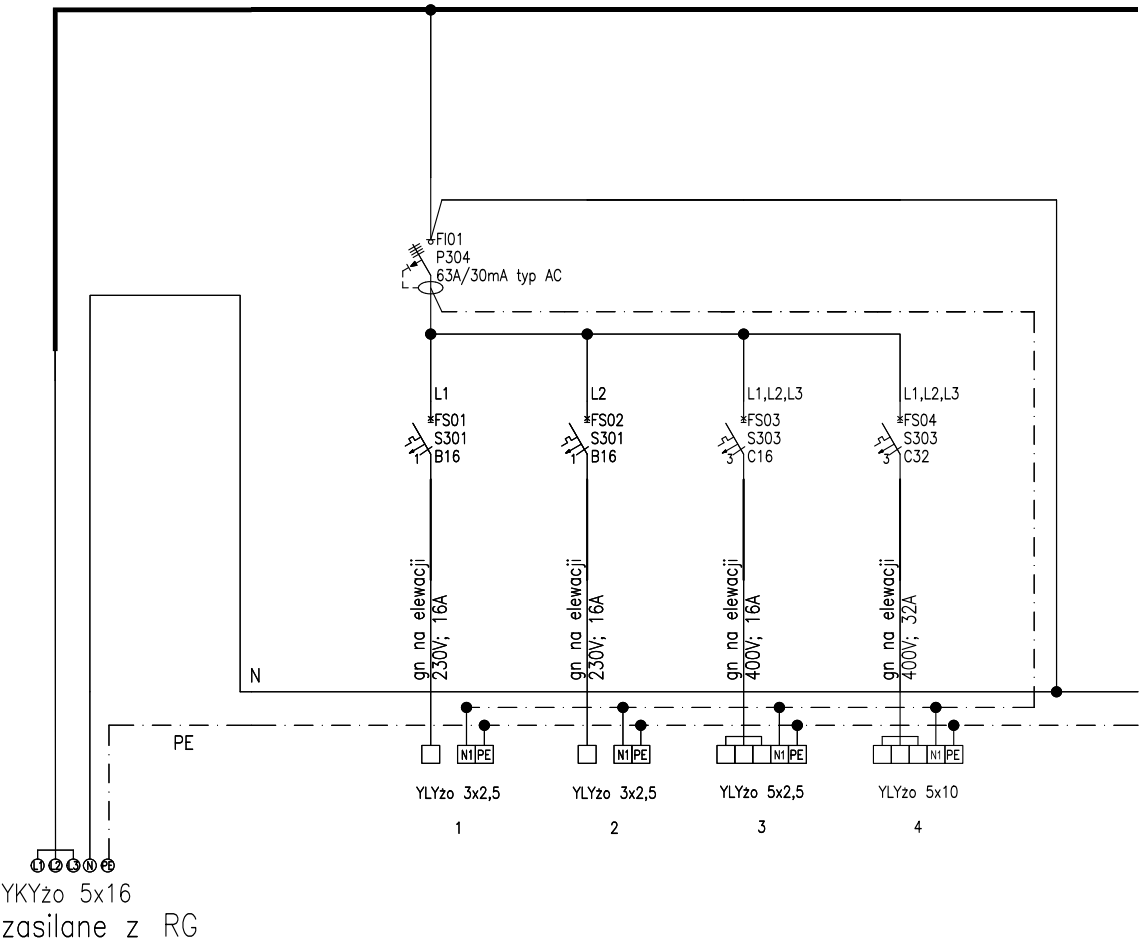 FI01
P304
63A/30mA typ AC
L1
L2
L1,L2,L3
L1,L2,L3
FS01
S301
B16
1
FS02
S301
B16
1
FS03
S303
C16
3
FS04
S303
C32
3
gn na elewacji
230V; 16A
gn na elewacji
230V; 16A
gn na elewacji
400V; 16A
gn na elewacji
400V; 32A
N
PE
N1 PE
N1 PE
N1 PE
N1 PE
YLYżo 3x2,5
YLYżo 3x2,5
YLYżo 5x2,5
YLYżo 5x10
1
2
3
4
L1 L2 L3 N PE
YKYżo 5x16
zasilane z RG